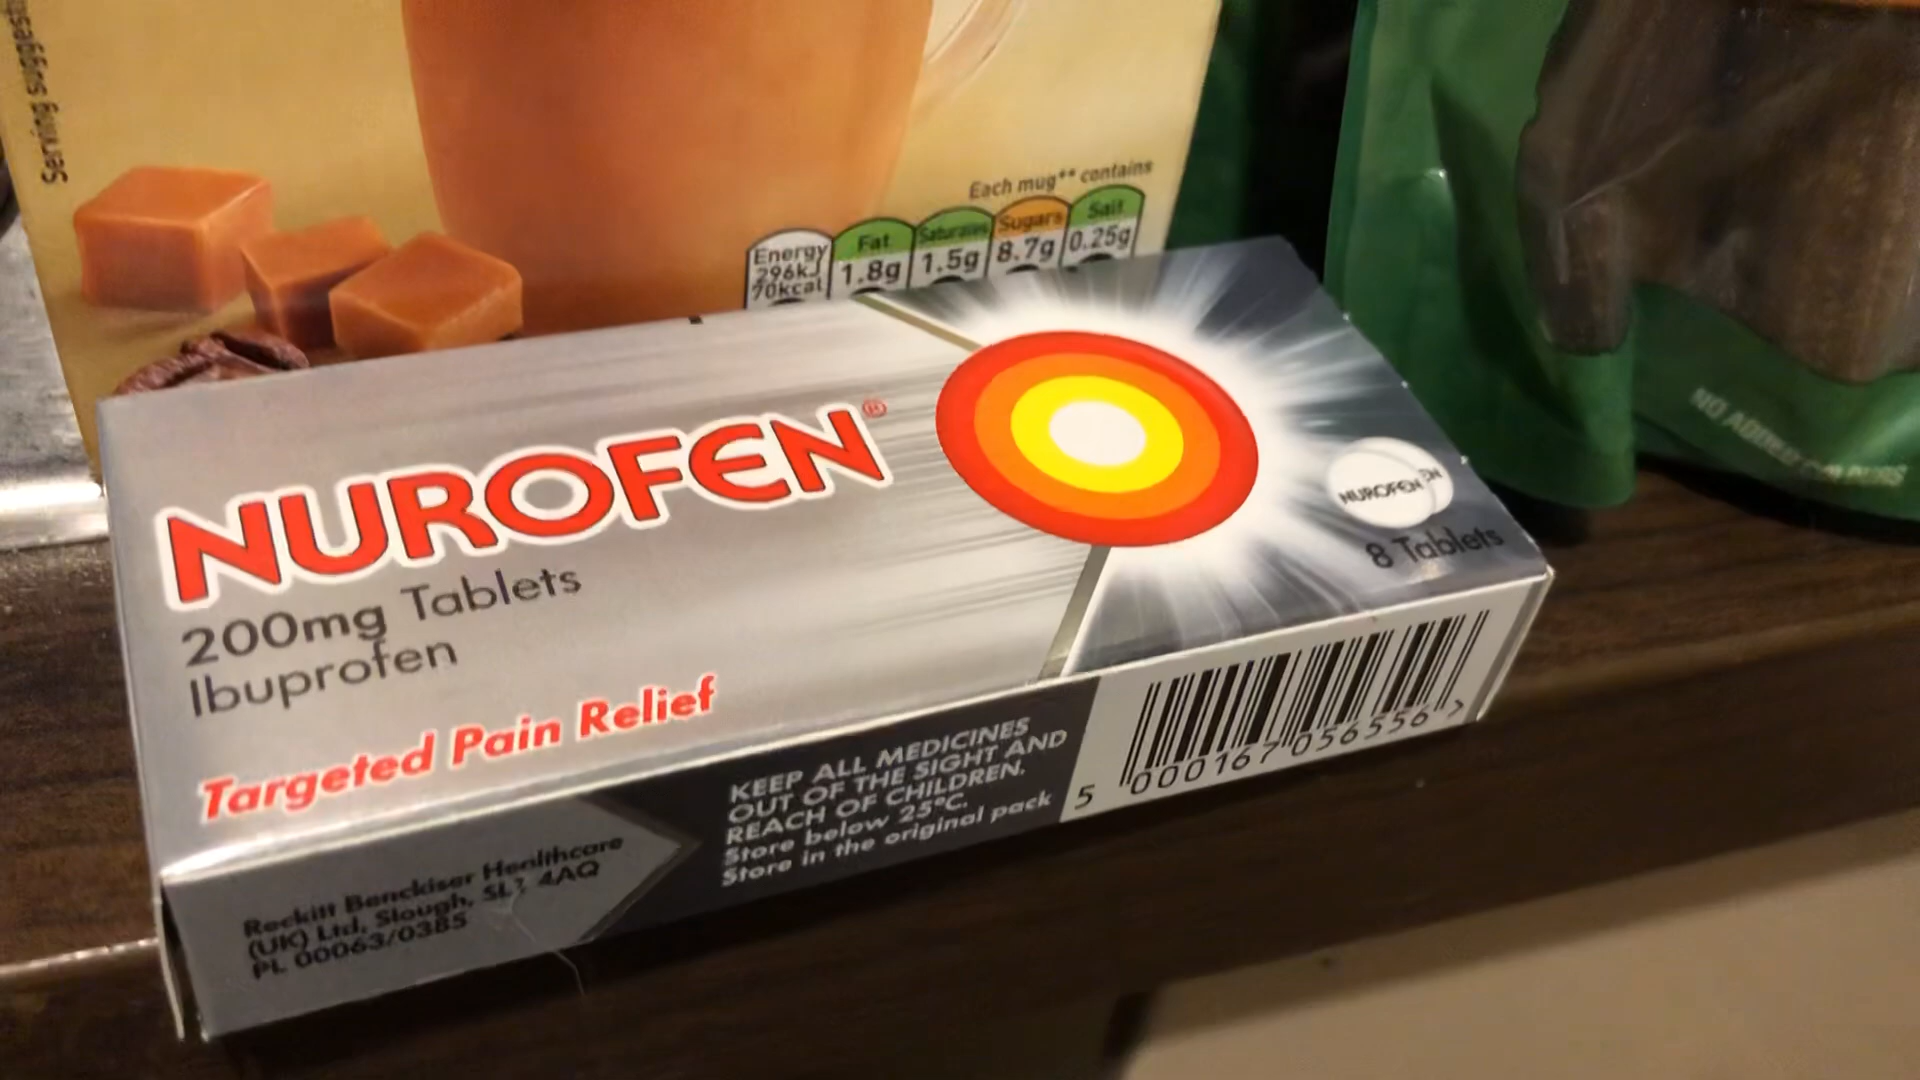 Serving suggest
Each mug** contains
Energy
296kJ
70kcal
Fat
1.8g
Saturates
1.5g
Sugars
8.7g
Salt
0.25g
NUROFEN®
200mg Tablets
Ibuprofen
Targeted Pain Relief
NUROFEN
EN
8 Tablets
Reckitt Benckiser Healthcare
(UK) Ltd, Slough, 4AQ
PL 00063/0385
KEEP ALL MEDICINES
OUT OF THE SIGHT AND
REACH OF CHILDREN.
Store below 25°C.
Store in the original pack
5 000167 056556 >
NO ADDED COLOURS